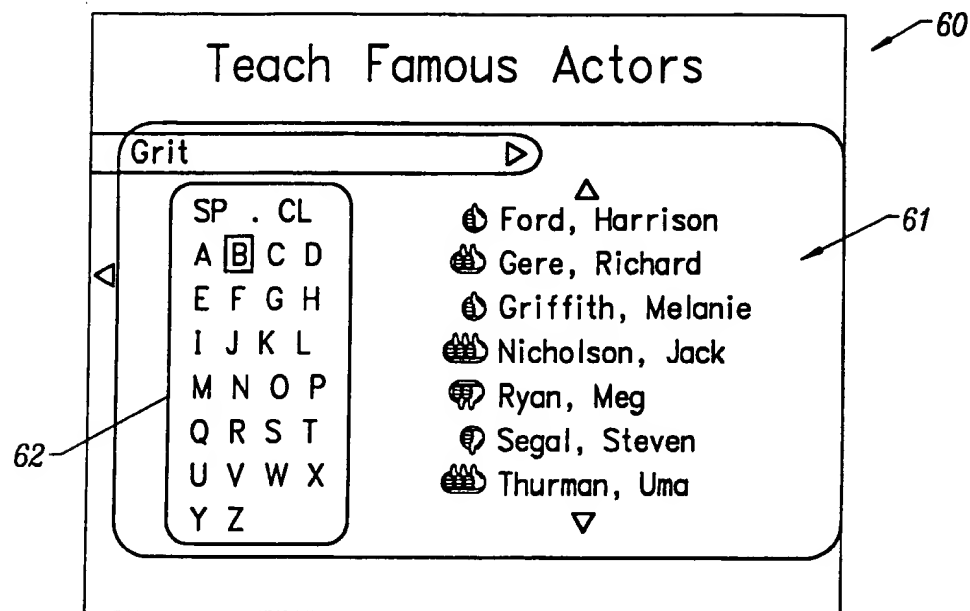 60
Teach Famous Actors
Grit
SP . CL
A B C D
E F G H
I J K L
M N O P
Q R S T
U V W X
Y Z
62
Ford, Harrison
Gere, Richard
Griffith, Melanie
Nicholson, Jack
Ryan, Meg
Segal, Steven
Thurman, Uma
61